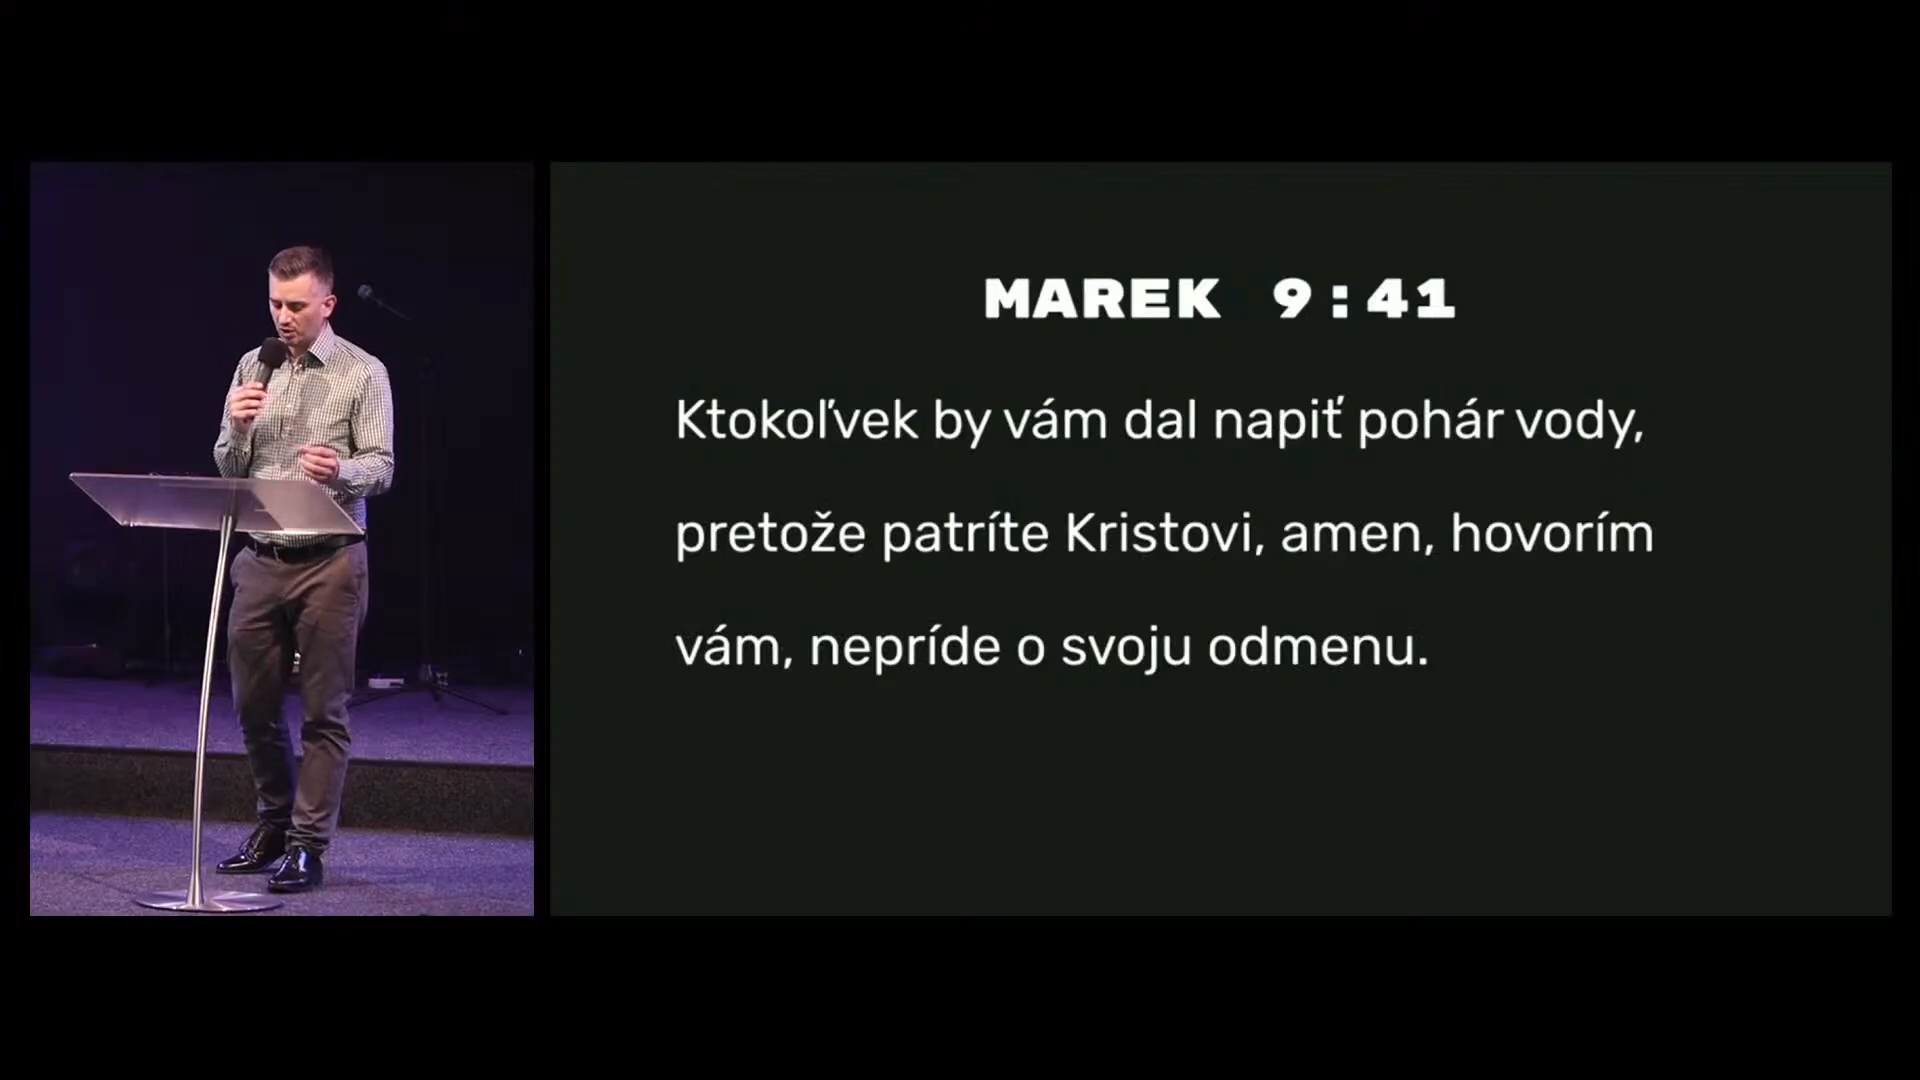 MAREK 9:41
Ktokoľvek by vám dal napiť pohár vody,
pretože patríte Kristovi, amen, hovorím
vám, nepríde o svoju odmenu.